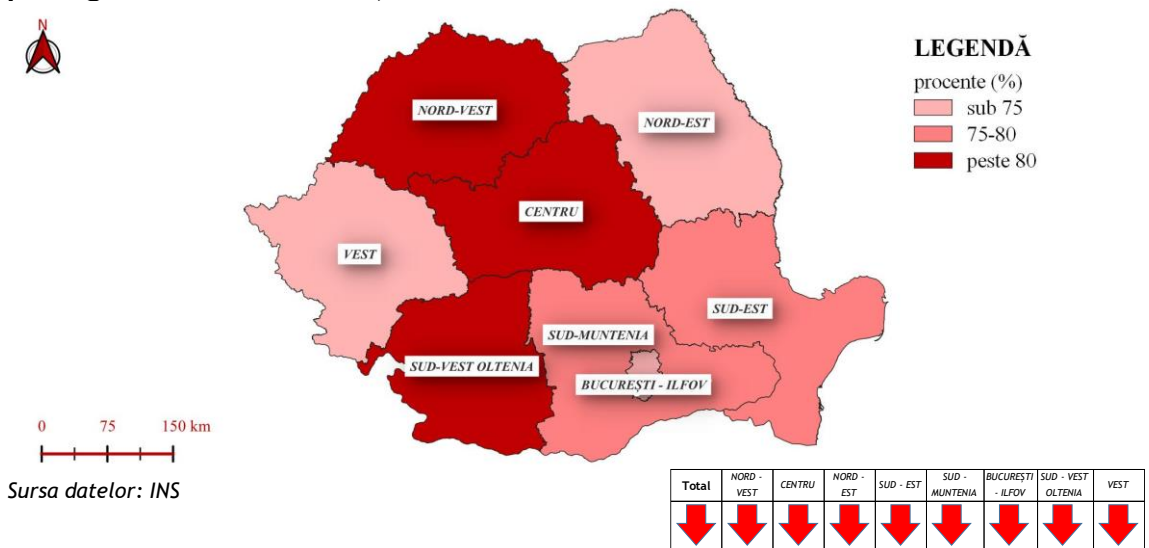 N
LEGENDĂ
procente (%)
sub 75
75-80
peste 80
NORD-VEST
NORD-EST
CENTRU
VEST
SUD-EST
SUD-MUNTENIA
SUD-VEST OLTENIA
BUCUREȘTI - ILFOV
0 75 150 km
Sursa datelor: INS
Total
NORD -
VEST
CENTRU
NORD -
EST
SUD - EST
SUD -
MUNTENIA
BUCUREȘTI
- ILFOV
SUD - VEST
OLTENIA
VEST